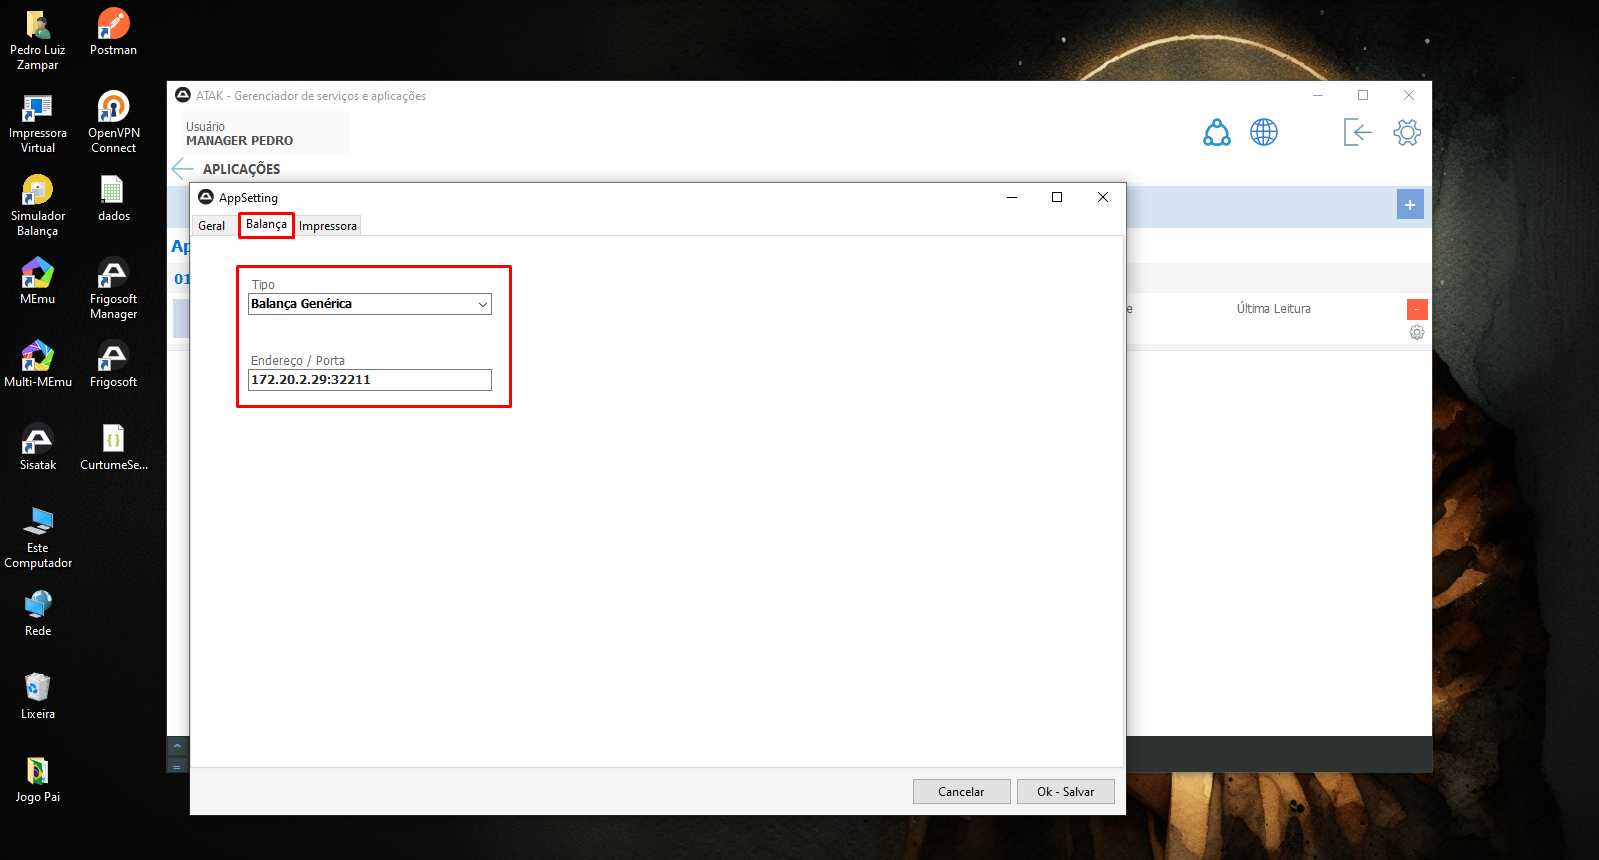 Pedro Luiz
Zampar
Postman
Impressora
Virtual
OpenVPN
Connect
Simulador
Balança
dados
MEmu
Frigosoft
Manager
Multi-MEmu
Frigosoft
Sisatak
CurtumeSe...
Este
Computador
Rede
Lixeira
Jogo Pai
ATAK - Gerenciador de serviços e aplicações
Usuário
MANAGER PEDRO
APLICAÇÕES
+
Ap
01
e
Última Leitura
-
AppSetting
Geral
Balança
Impressora
Tipo
Balança Genérica
Endereço / Porta
172.20.2.29:32211
Cancelar
Ok - Salvar